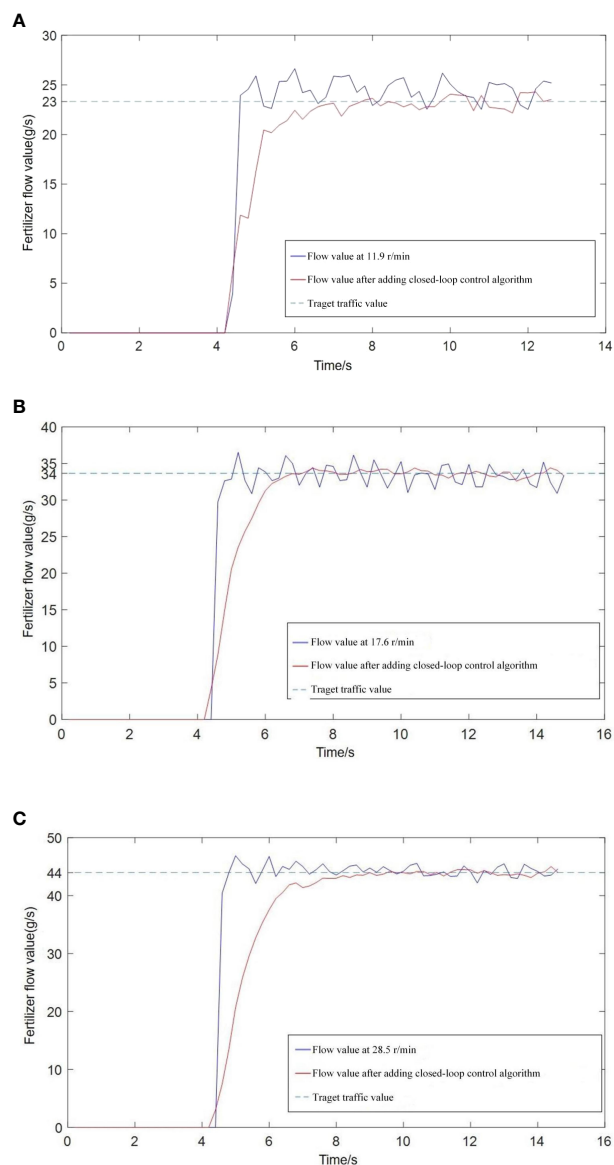 A
30
25
23
20
15
10
5
0
Fertilizer flow value(g/s)
Flow value at 11.9 r/min
Flow value after adding closed-loop control algorithm
Traget traffic value
0 2 4 6 8 10 12 14
Time/s
B
40
35
34
30
25
20
15
10
5
0
Fertilizer flow value(g/s)
Flow value at 17.6 r/min
Flow value after adding closed-loop control algorithm
Traget traffic value
0 2 4 6 8 10 12 14 16
Time/s
C
50
44
40
30
20
10
0
Fertilizer flow value(g/s)
Flow value at 28.5 r/min
Flow value after adding closed-loop control algorithm
Traget traffic value
0 2 4 6 8 10 12 14 16
Time/s